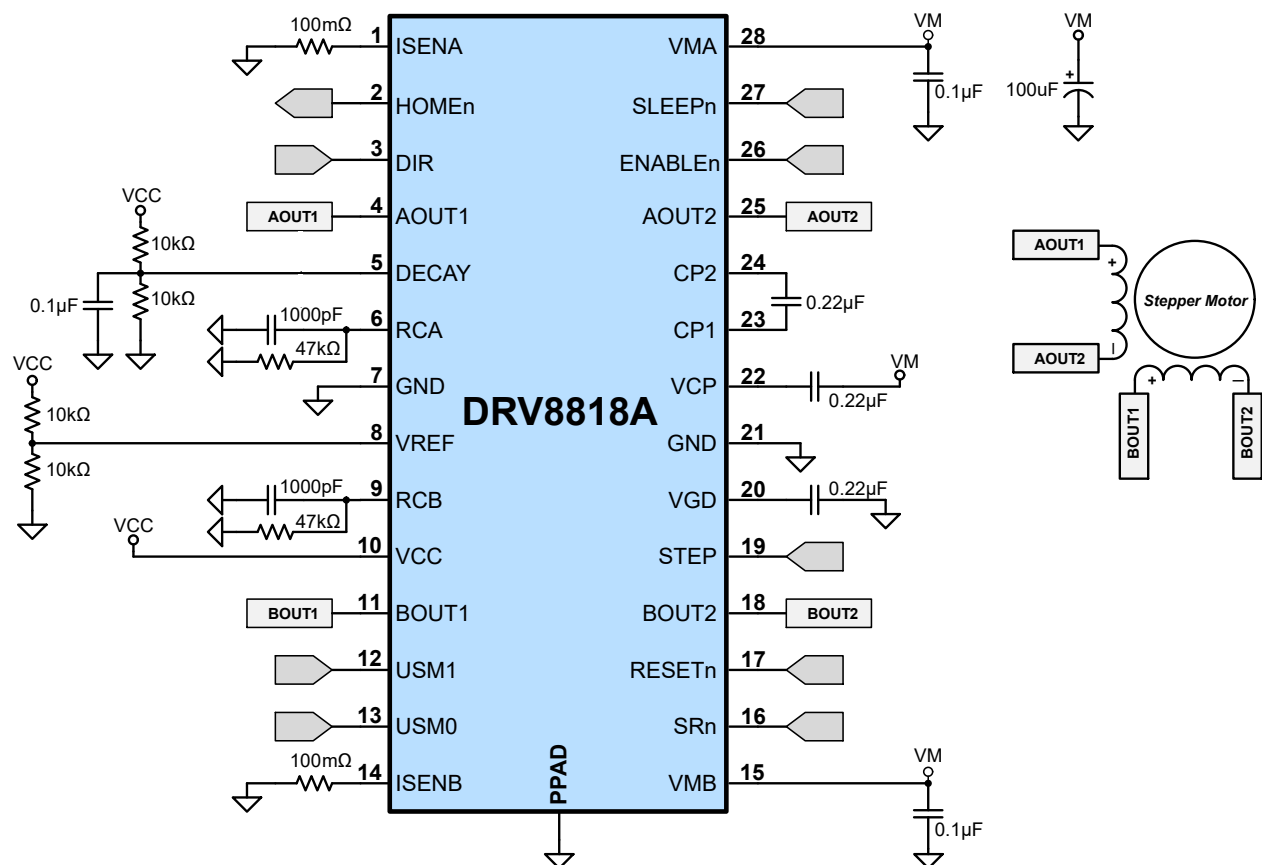 100mΩ
1
ISENA
VMA
28
VM
0.1µF
VM
+
100uF
2
HOMEn
SLEEPn
27
3
DIR
ENABLEn
26
VCC
10kΩ
AOUT1
4
AOUT1
AOUT2
25
AOUT2
5
DECAY
CP2
24
0.1µF
10kΩ
0.22µF
1000pF
6
RCA
CP1
23
47kΩ
VCC
10kΩ
7
GND
VCP
22
0.22µF
VM
DRV8818A
8
VREF
GND
21
10kΩ
1000pF
9
RCB
VGD
20
0.22µF
47kΩ
VCC
10
VCC
STEP
19
BOUT1
11
BOUT1
BOUT2
18
BOUT2
12
USM1
RESETn
17
13
USM0
SRn
16
100mΩ
14
ISENB
PPAD
VMB
15
VM
0.1µF
AOUT1
+
Stepper Motor
AOUT2
–
+
–
BOUT1
BOUT2